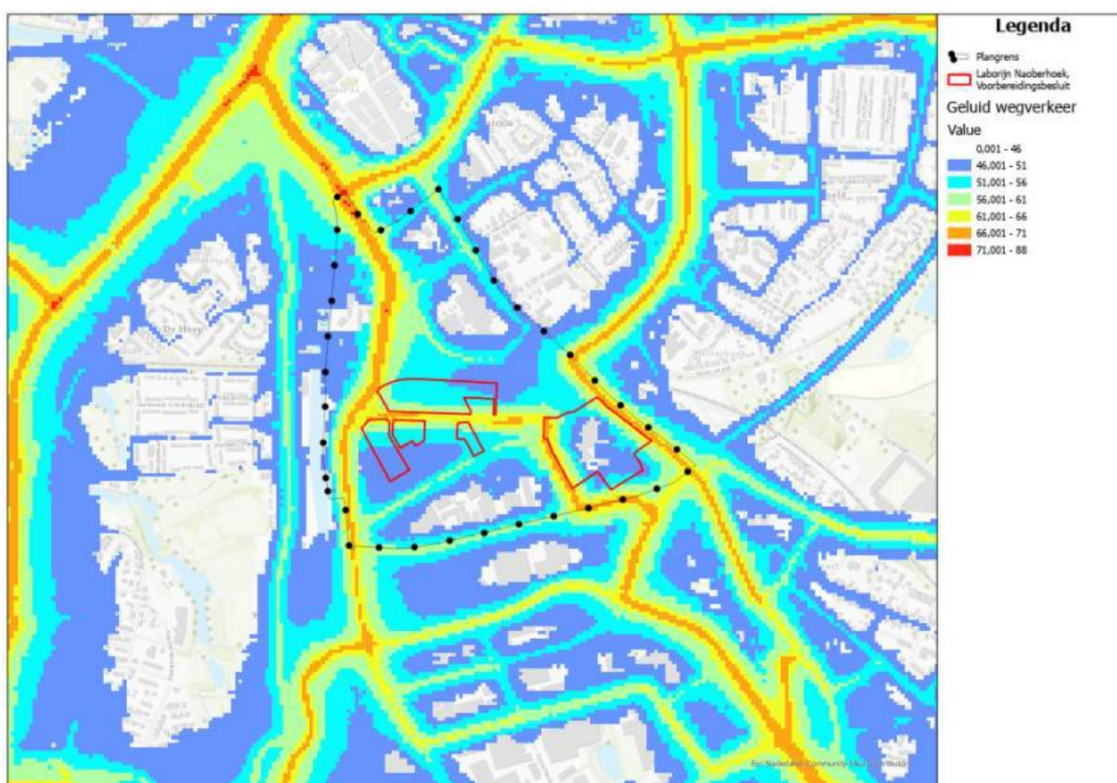 Legenda
Plangrens
Laborijn Naoberhoek,
Voorbereidingsbesluit
Geluid wegverkeer
Value
0,001 - 46
46,001 - 51
51,001 - 56
56,001 - 61
61,001 - 66
66,001 - 71
71,001 - 88
De Hoop